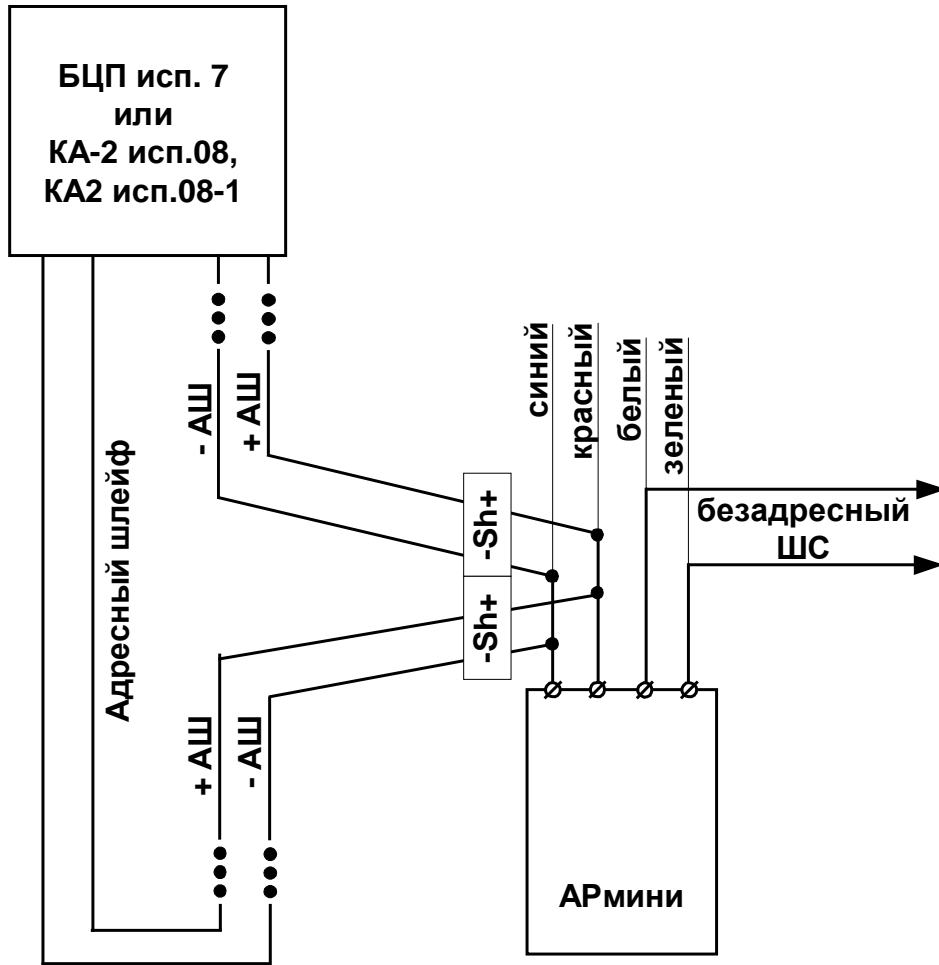 БЦП исп. 7
или
КА-2 исп.08,
КА2 исп.08-1
- АШ
+ АШ
синий
красный
белый
зеленый
Адресный шлейф
-Sh+
-Sh+
безадресный
ШС
+ АШ
- АШ
АРмини